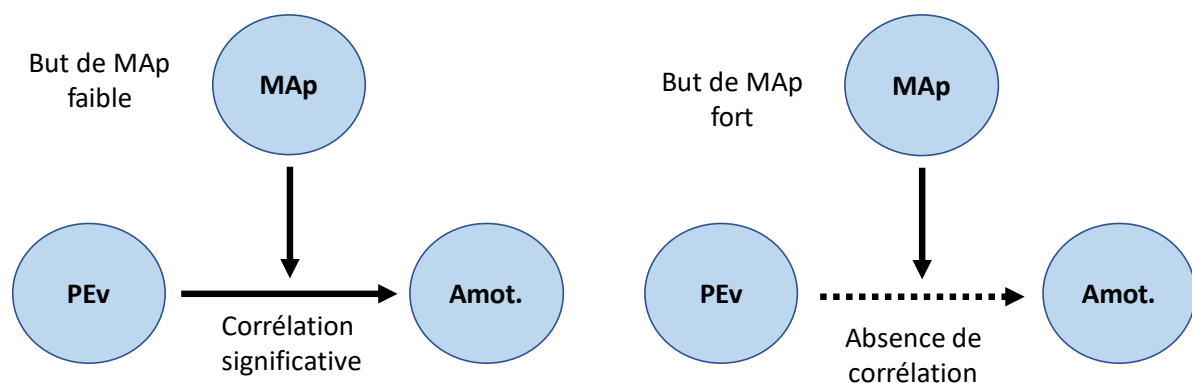 But de MAp
faible
MAp
PEv
Amot.
Corrélation
significative
But de MAp
fort
MAp
PEv
Amot.
Absence de
corrélation